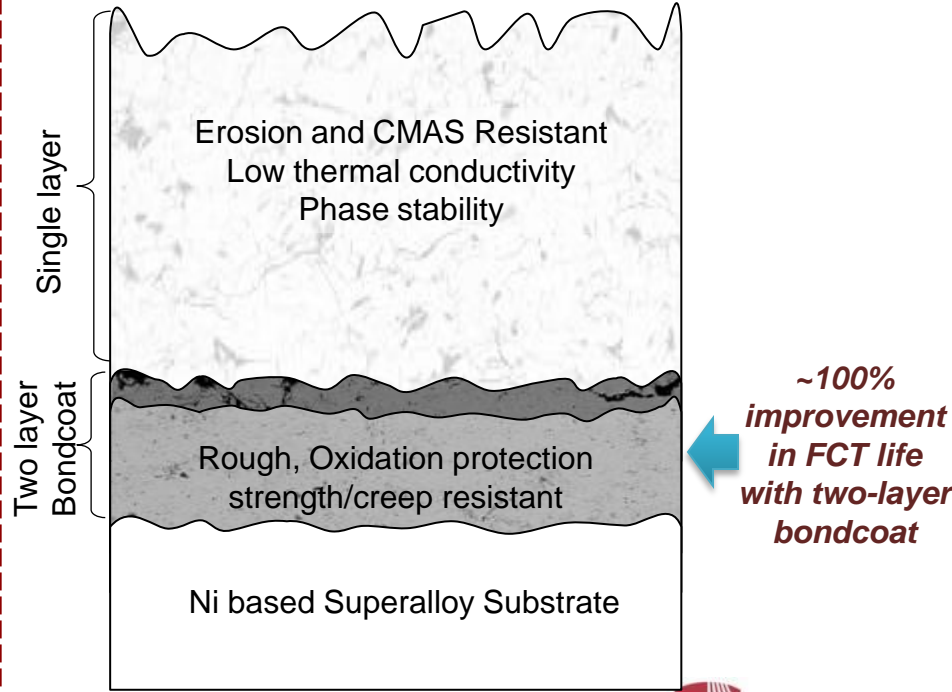 Single layer
Erosion and CMAS Resistant
Low thermal conductivity
Phase stability
Two layer
Bondcoat
Rough, Oxidation protection
strength/creep resistant
~100%
improvement
in FCT life
with two-layer
bondcoat
Ni based Superalloy Substrate